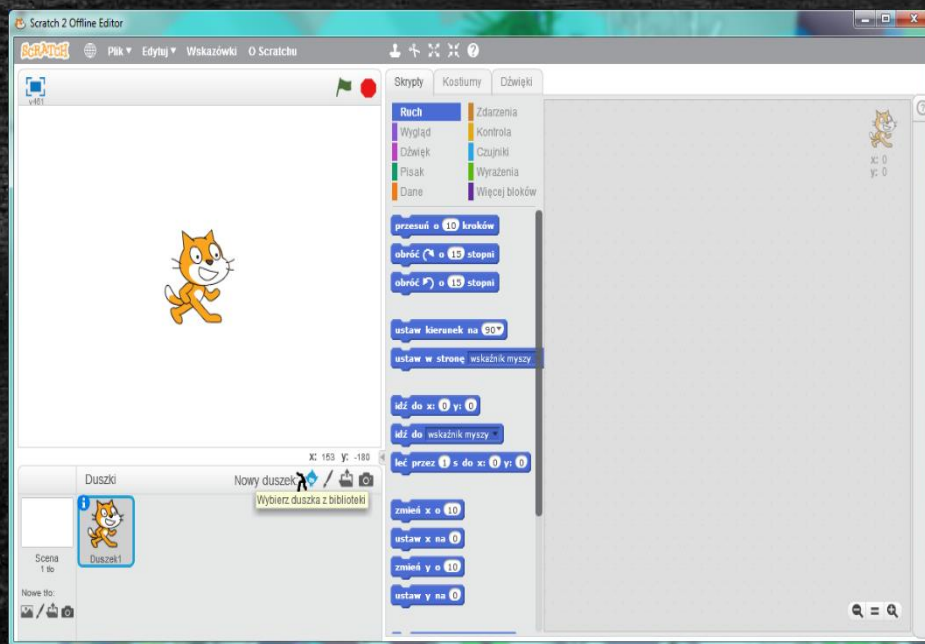 Scratch 2 Offline Editor
SCRATCH Plik Edytuj Wskazówki O Scratchu
v461
Skrypty Kostiumy Dźwięki
Ruch Zdarzenia
Wygląd Kontrola
Dźwięk Czujniki
Pisak Wyrażenia
Dane Więcej bloków
x: 0
y: 0
przesuń o 10 kroków
obróć o 15 stopni
obróć o 15 stopni
ustaw kierunek na 90
ustaw w stronę wskaźnik myszy
idź do x: 0 y: 0
idź do wskaźnik myszy
leć przez 1 s do x: 0 y: 0
zmień x o 10
ustaw x na 0
zmień y o 10
ustaw y na 0
x: 153 y: -180
Duszki Nowy duszek:
Wybierz duszka z biblioteki
Scena
1 tło
Duszek1
Nowe tło: